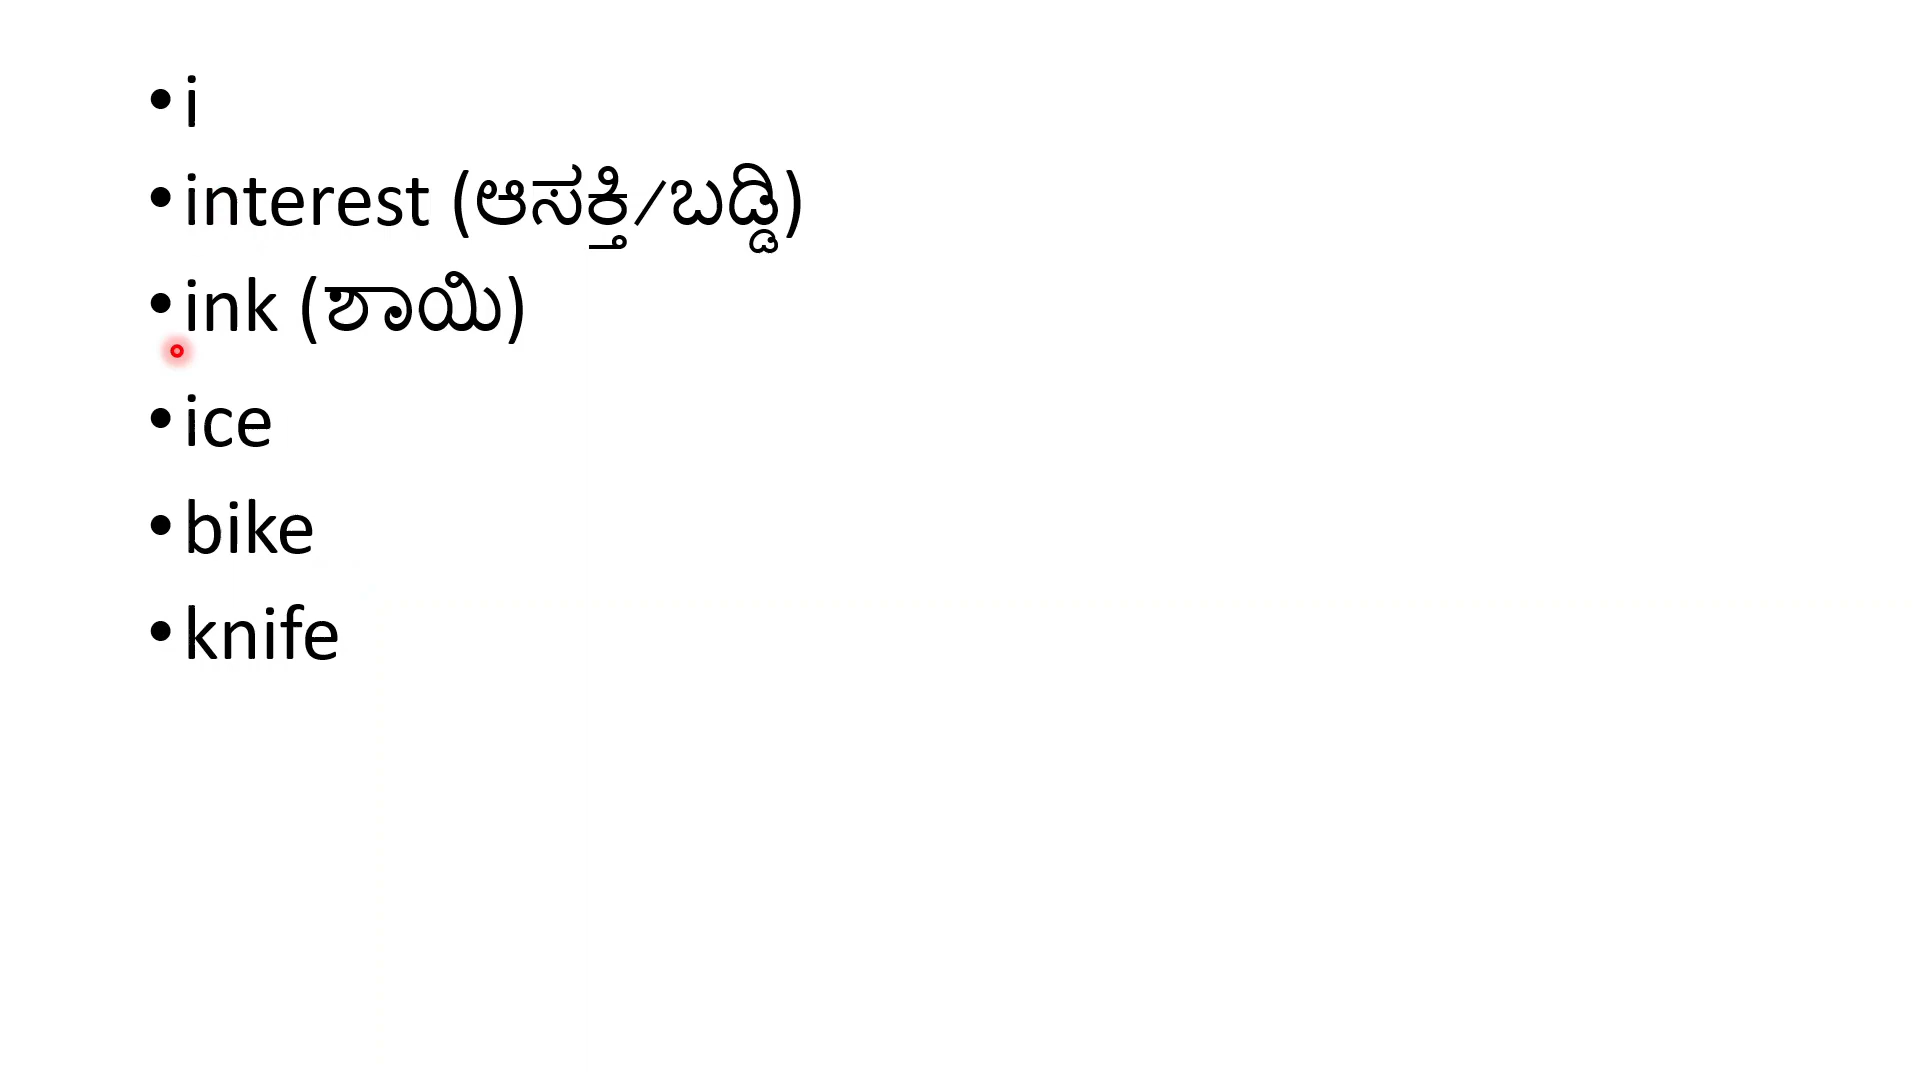 • i
• interest (ಆಸಕ್ತಿ/ಬಡ್ಡಿ)
• ink (ಶಾಯಿ)
• ice
• bike
• knife